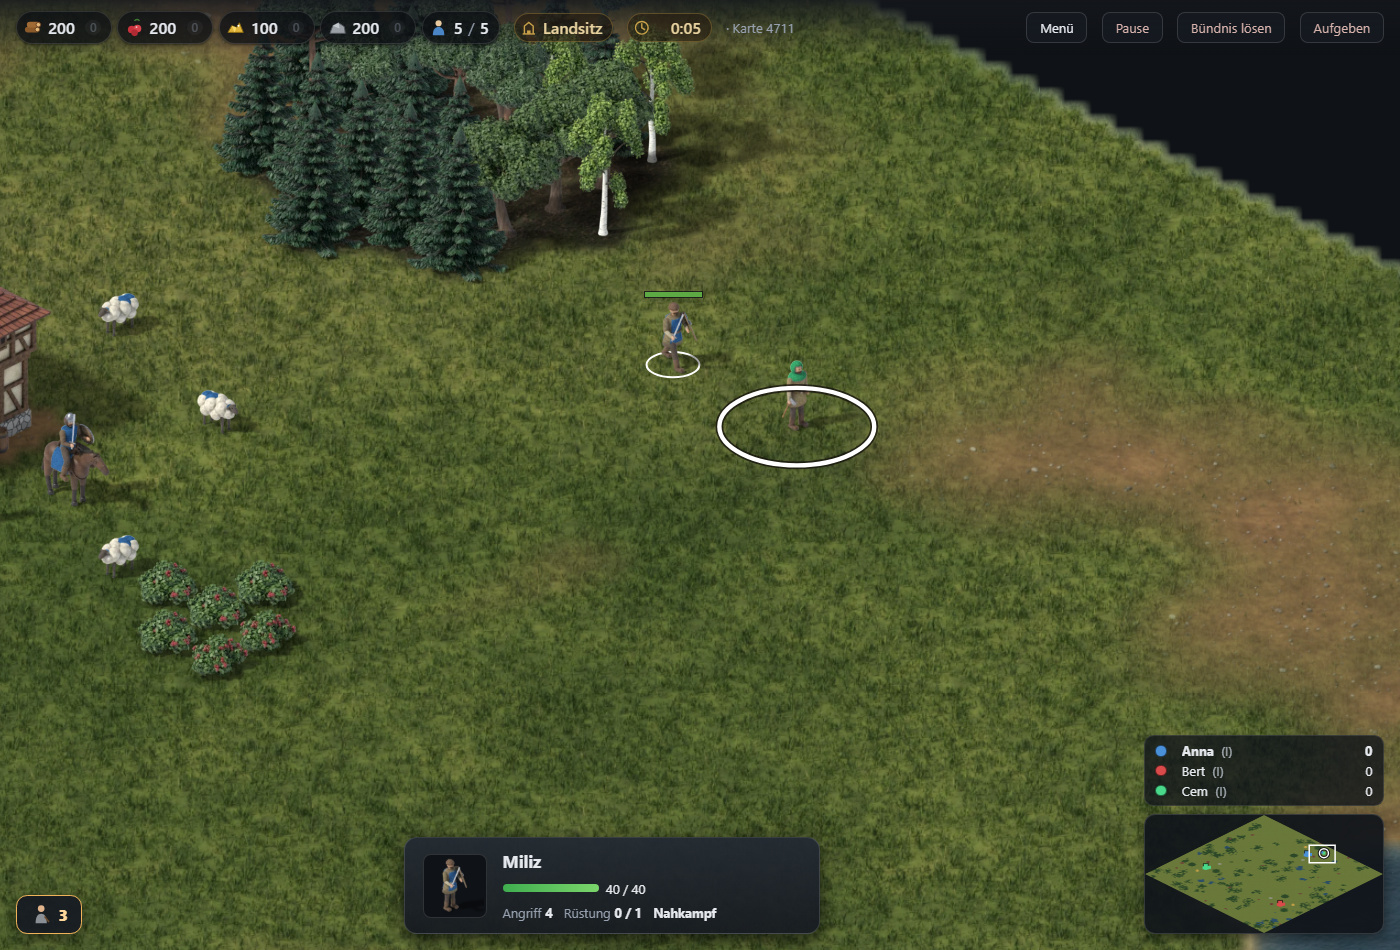 200 0 200 0 100 0 200 0 5 / 5 Landsitz 0:05 · Karte 4711 Menü Pause Bündnis lösen Aufgeben
Anna (I) 0
Bert (I) 0
Cem (I) 0
Miliz
40 / 40
Angriff 4 Rüstung 0 / 1 Nahkampf
3